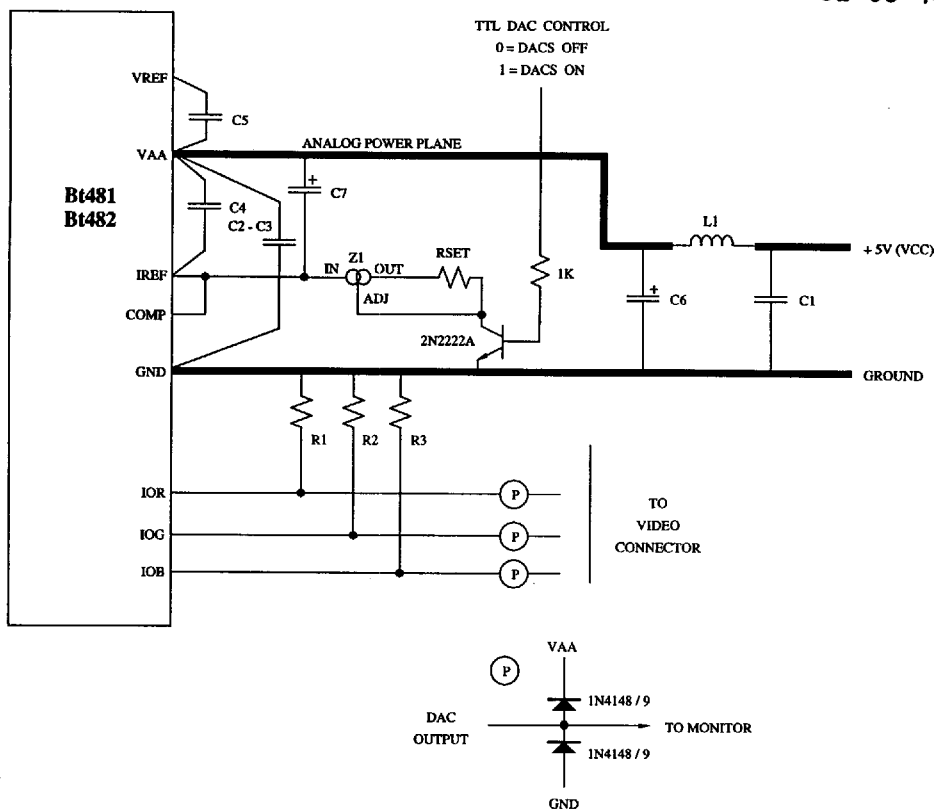 TTL DAC CONTROL
0 = DACS OFF
1 = DACS ON
VREF
C5
VAA
ANALOG POWER PLANE
Bt481
Bt482
C4
C2 - C3
C7
L1
+ 5V (VCC)
IREF
IN
Z1
OUT
RSET
1K
C6
C1
ADJ
COMP
2N2222A
GND
GROUND
R1
R2
R3
IOR
P
TO
VIDEO
CONNECTOR
IOG
P
IOB
P
VAA
P
1N4148 / 9
DAC
OUTPUT
TO MONITOR
1N4148 / 9
GND